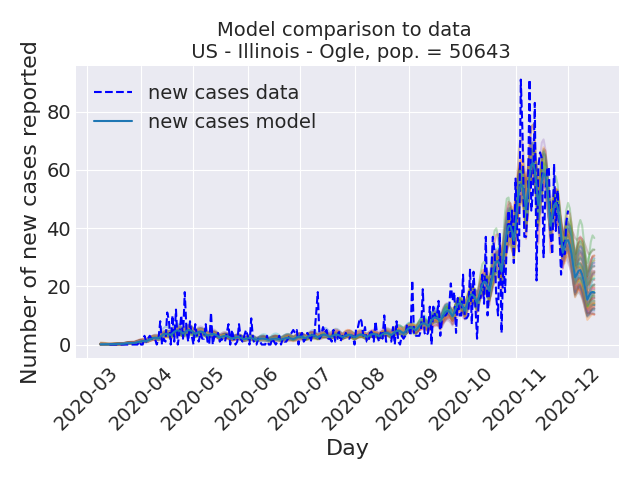 Model comparison to data
US - Illinois - Ogle, pop. = 50643
Number of new cases reported
80
60
40
20
0
new cases data
new cases model
2020-03
2020-04
2020-05
2020-06
2020-07
2020-08
2020-09
2020-10
2020-11
2020-12
Day